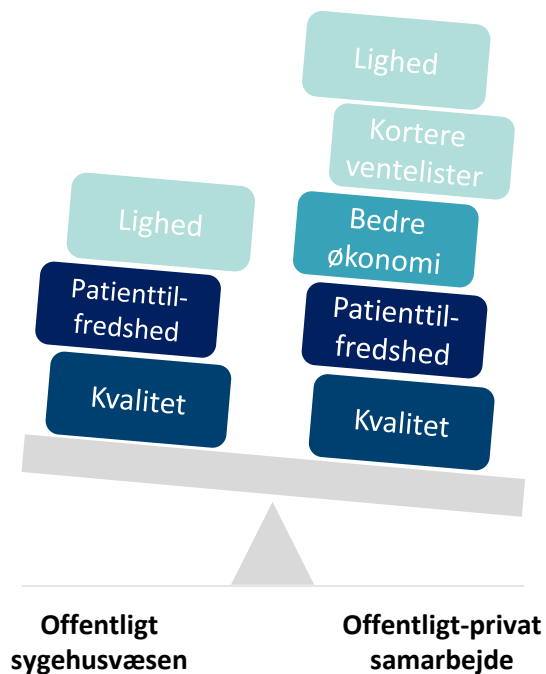 Lighed
Patienttil-
fredshed
Kvalitet
Lighed
Kortere
ventelister
Bedre
økonomi
Patienttil-
fredshed
Kvalitet
Offentligt
sygehusvæsen
Offentligt-privat
samarbejde